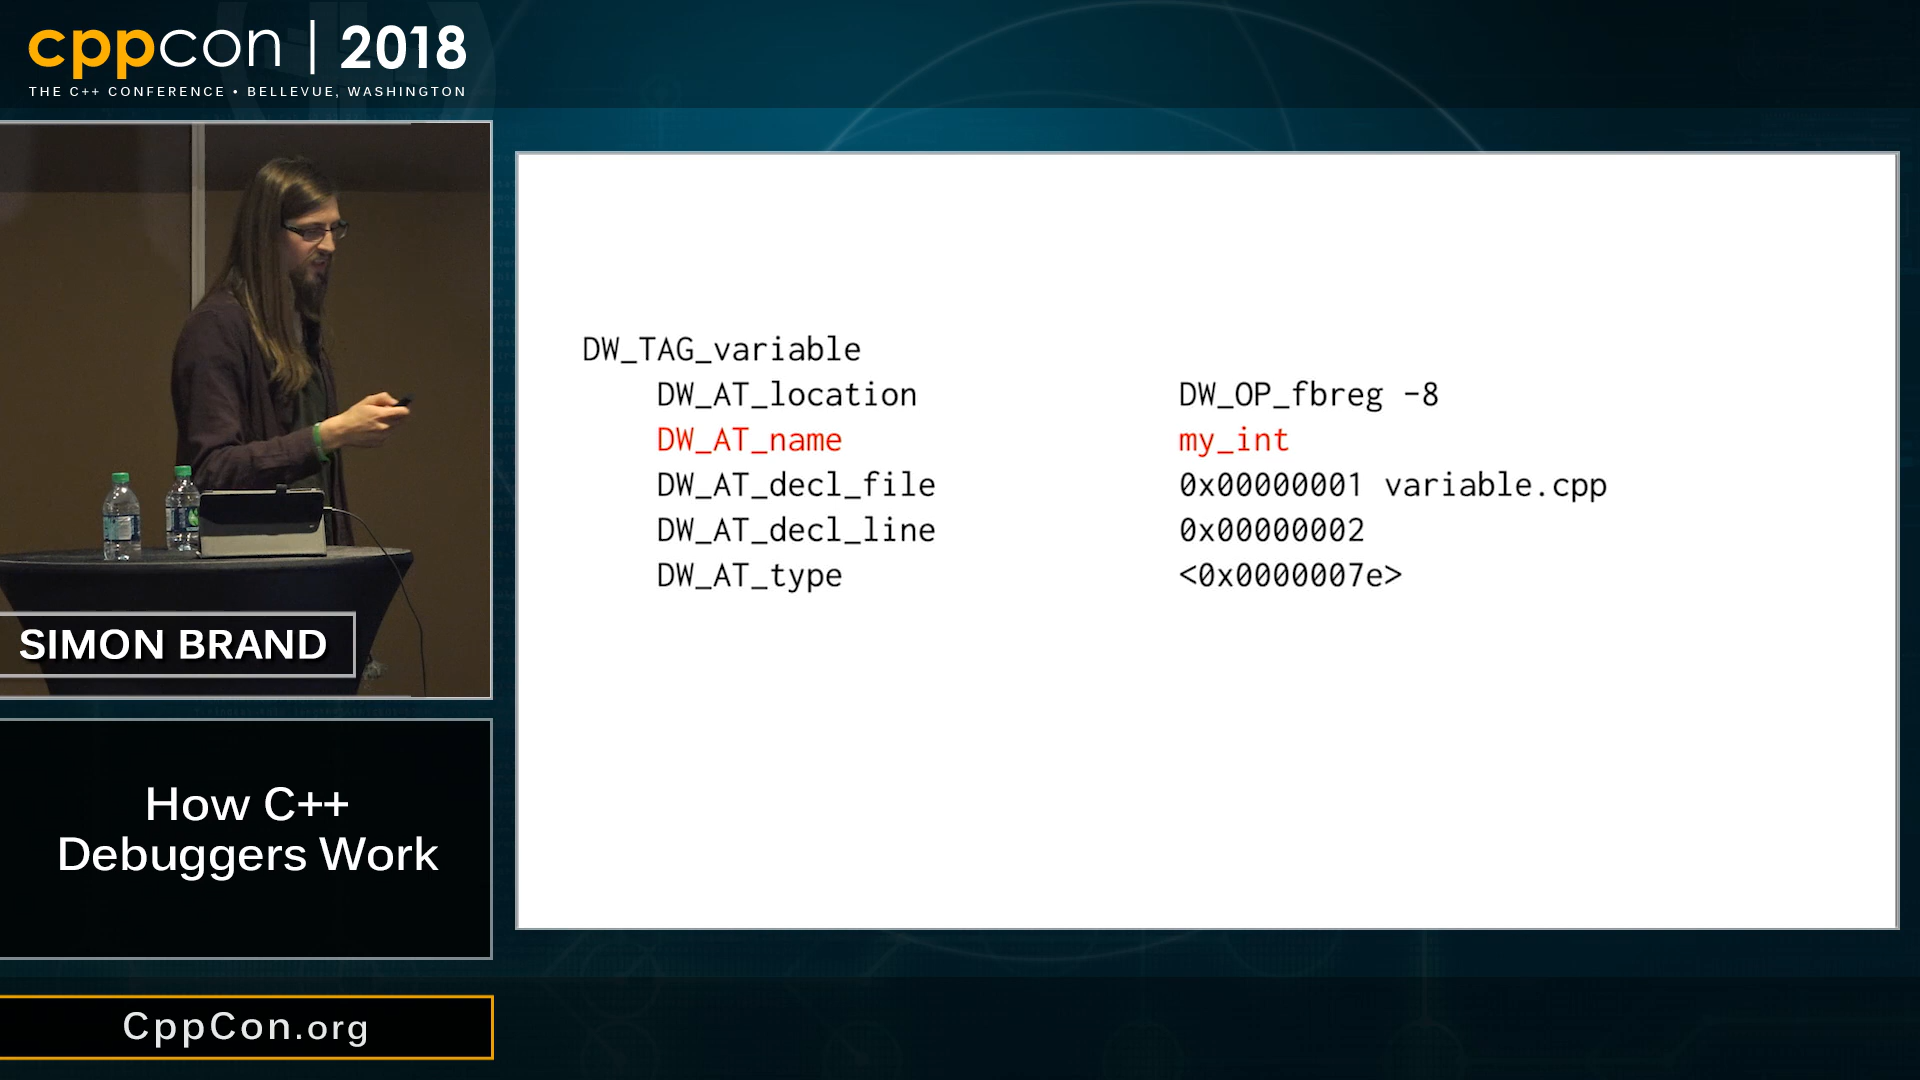 cppcon | 2018
THE C++ CONFERENCE • BELLEVUE, WASHINGTON
SIMON BRAND
How C++
Debuggers Work
CppCon.org
DW_TAG_variable
DW_AT_location DW_OP_fbreg -8
DW_AT_name my_int
DW_AT_decl_file 0x00000001 variable.cpp
DW_AT_decl_line 0x00000002
DW_AT_type <0x0000007e>